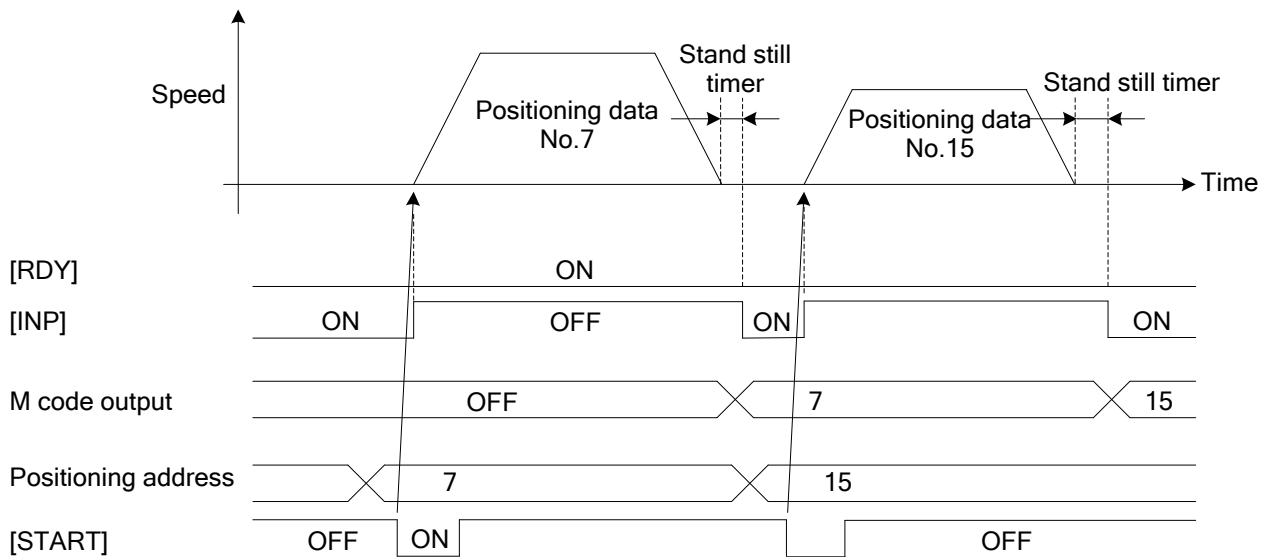 Speed
Stand still
timer
Stand still timer
Positioning data
No.7
Positioning data
No.15
Time
[RDY]
ON
[INP]
ON
OFF
ON
ON
M code output
OFF
7
15
Positioning address
7
15
[START]
OFF
ON
OFF